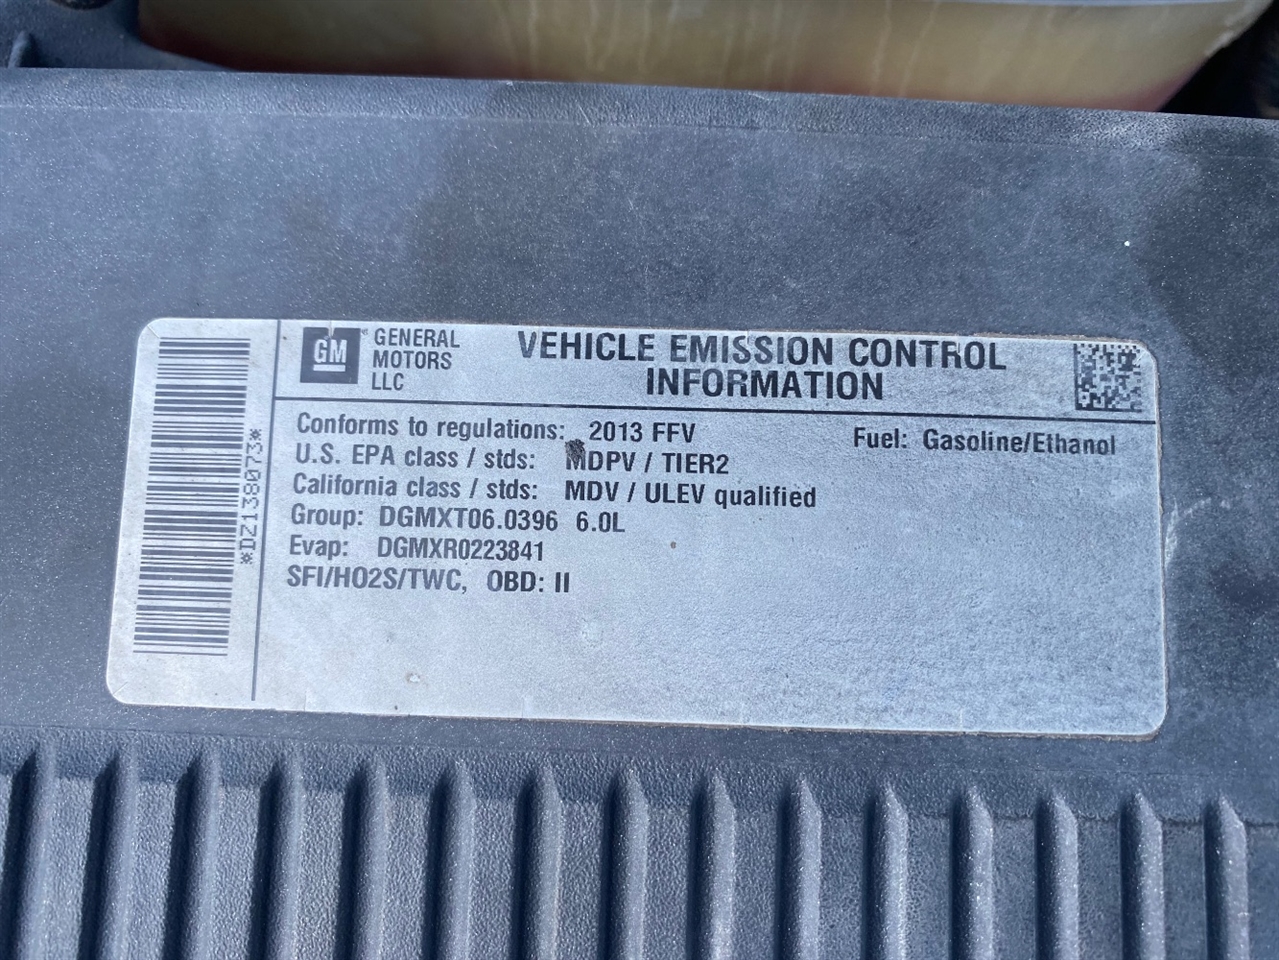 GM
GENERAL
MOTORS
LLC
VEHICLE EMISSION CONTROL
INFORMATION
Conforms to regulations: 2013 FFV
Fuel: Gasoline/Ethanol
U.S. EPA class / stds: MDPV / TIER2
California class / stds: MDV / ULEV qualified
Group: DGMXT06.0396 6.0L
Evap: DGMXR0223841
SFI/HO2S/TWC, OBD: II
*DZ138073*